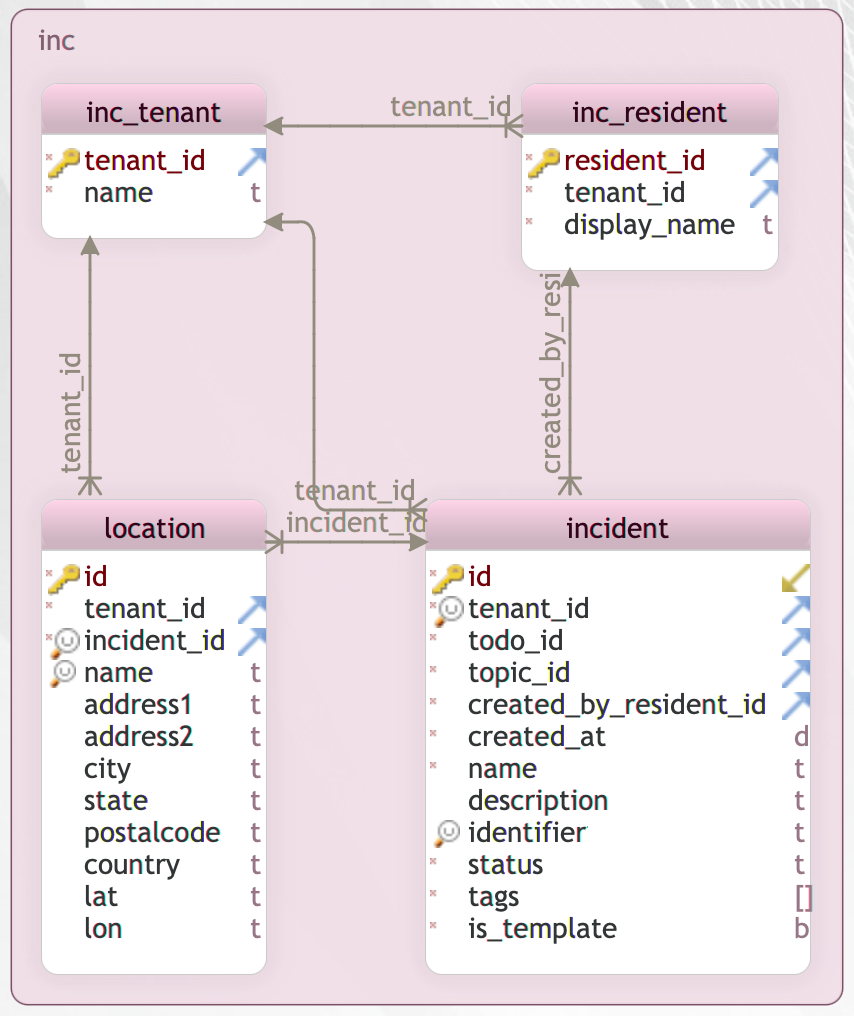 inc
inc_tenant
tenant_id
name t
tenant_id
inc_resident
resident_id
tenant_id
display_name t
tenant_id
created_by_resi
tenant_id
incident_id
location
id
tenant_id
incident_id
name t
address1 t
address2 t
city t
state t
postalcode t
country t
lat t
lon t
incident
id
tenant_id
todo_id
topic_id
created_by_resident_id
created_at d
name t
description t
identifier t
status t
tags []
is_template b